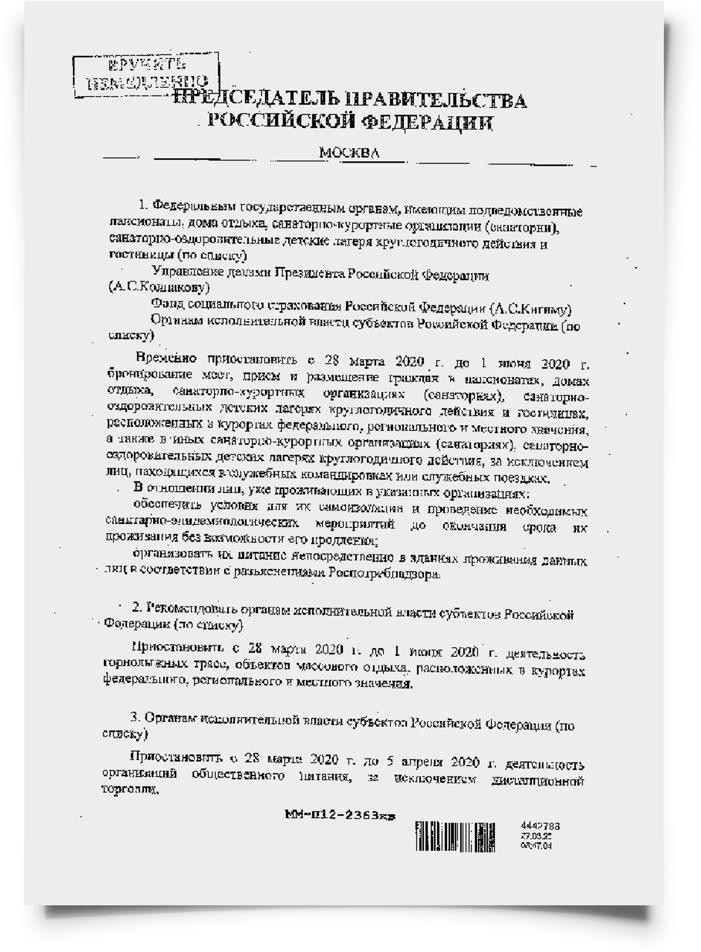 ВРУЧИТЬ
НЕМЕДЛЕННО
ПРЕДСЕДАТЕЛЬ ПРАВИТЕЛЬСТВА
РОССИЙСКОЙ ФЕДЕРАЦИИ
МОСКВА
1. Федеральным государственным органам, имеющим подведомственные
пансионаты, дома отдыха, санаторно-курортные организации (санатории),
санаторно-оздоровительные детские лагеря круглогодичного действия и
гостиницы (по списку)
Управление делами Президента Российской Федерации
(А.С.Колпакову)
Фонд социального страхования Российской Федерации (А.С.Кигиму)
Органам исполнительной власти субъектов Российской Федерации (по
списку)
Временно приостановить с 28 марта 2020 г. до 1 июня 2020 г.
бронирование мест, прием и размещение граждан в пансионатах, домах
отдыха, санаторно-курортных организациях (санаториях), санаторно-
оздоровительных детских лагерях круглогодичного действия и гостиницах,
расположенных в курортах федерального, регионального и местного значения,
а также в иных санаторно-курортных организациях (санаториях), санаторно-
оздоровительных детских лагерях круглогодичного действия, за исключением
лиц, находящихся в служебных командировках или служебных поездках.
В отношении лиц, уже проживающих в указанных организациях:
обеспечить условия для их самоизоляции и проведение необходимых
санитарно-эпидемиологических мероприятий до окончания срока их
проживания без возможности его продления;
организовать их питание непосредственно в зданиях проживания данных
лиц в соответствии с разъяснениями Роспотребнадзора.
2. Рекомендовать органам исполнительной власти субъектов Российской
Федерации (по списку)
Приостановить с 28 марта 2020 г. до 1 июня 2020 г. деятельность
горнолыжных трасс, объектов массового отдыха, расположенных в курортах
федерального, регионального и местного значения.
3. Органам исполнительной власти субъектов Российской Федерации (по
списку)
Приостановить с 28 марта 2020 г. до 5 апреля 2020 г. деятельность
организаций общественного питания, за исключением дистанционной
торговли.
ММ-П12-2363кв
4442788
27.03.20